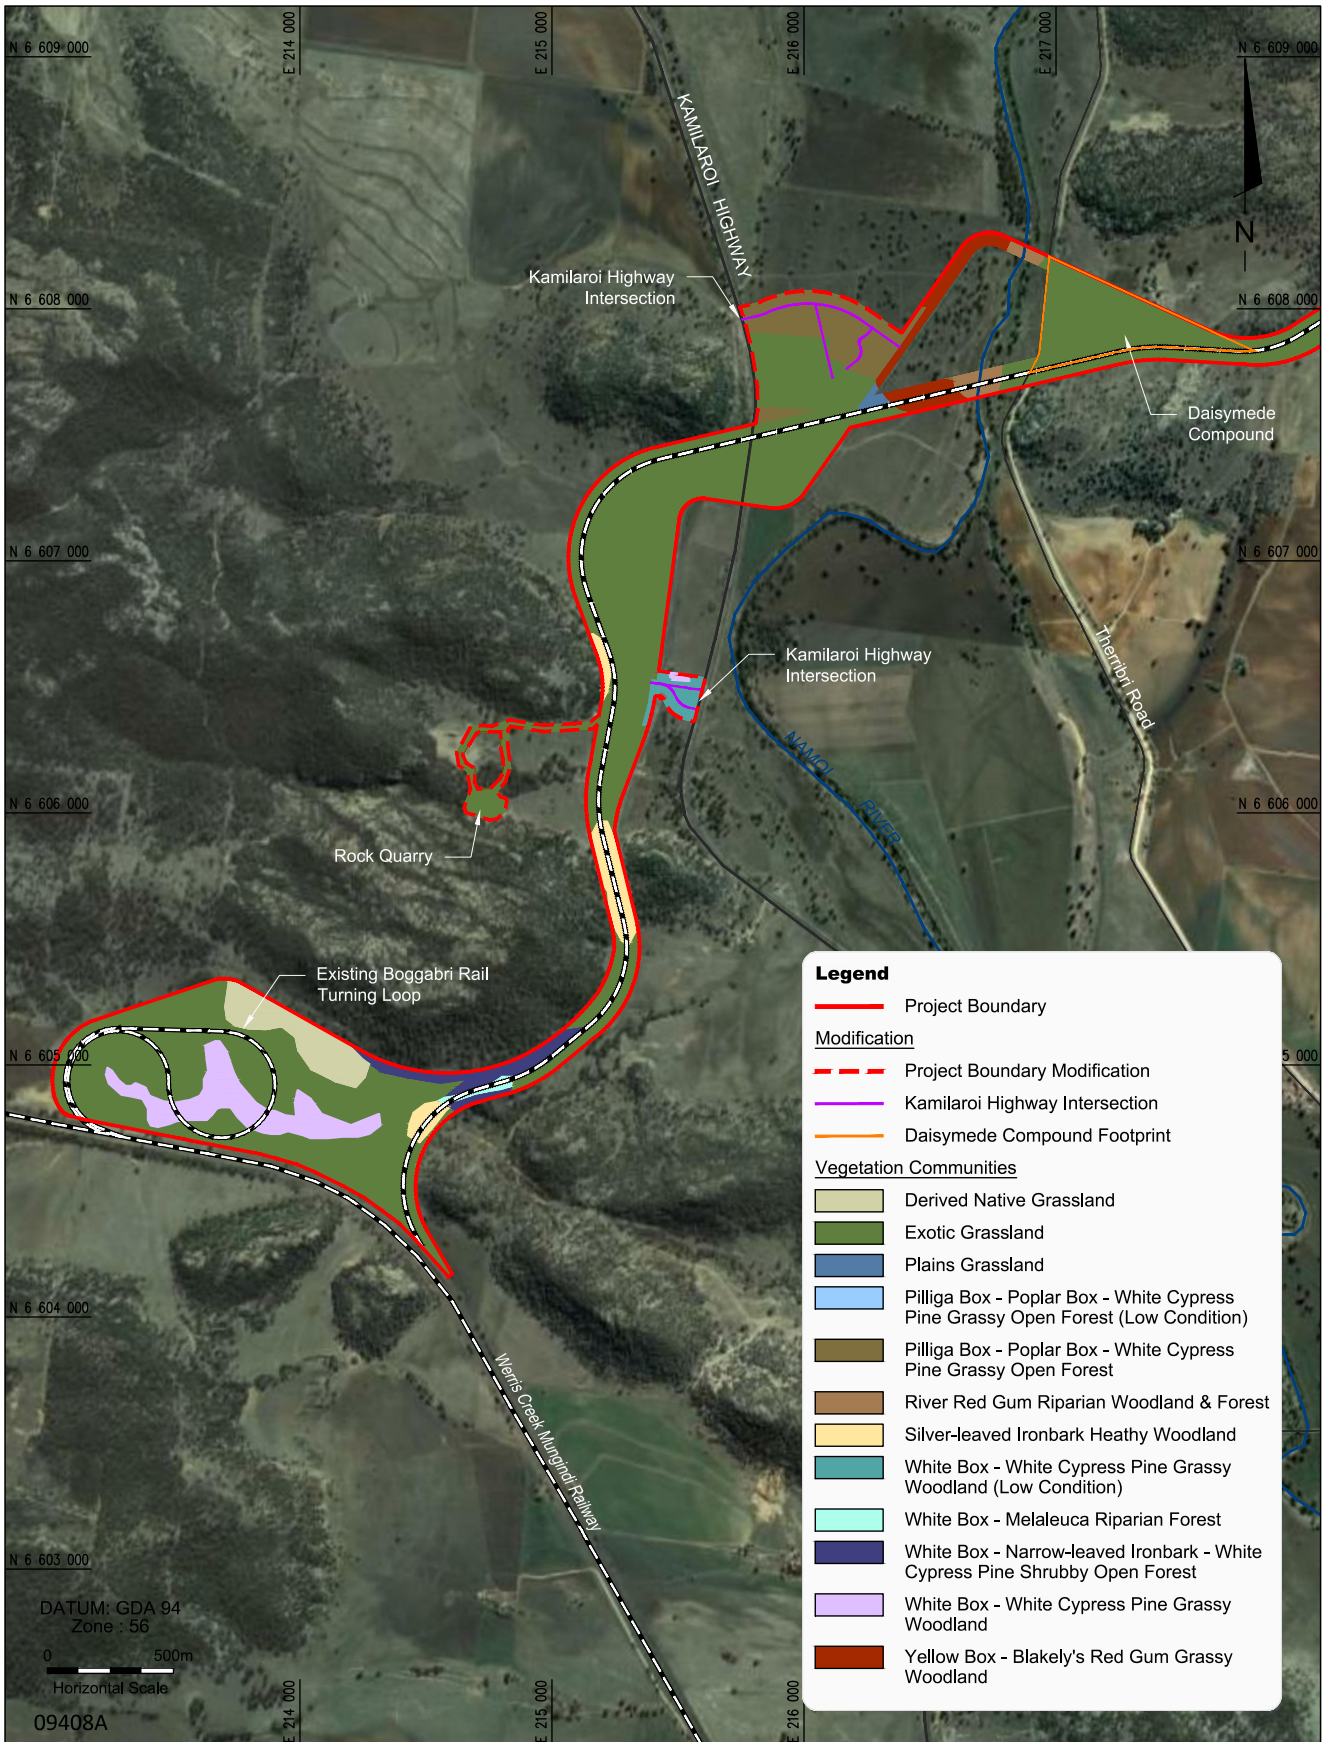 E 214 000
E 215 000
E 216 000
E 217 000
N 6 609 000
N 6 609 000
KAMILAROI HIGHWAY
N
Kamilaroi Highway
Intersection
N 6 608 000
N 6 608 000
Daisymede
Compound
N 6 607 000
N 6 607 000
Therribri Road
Kamilaroi Highway
Intersection
NAMOI RIVER
N 6 606 000
N 6 606 000
Rock Quarry
Existing Boggabri Rail
Turning Loop
N 6 605 000
5 000
N 6 604 000
Werris Creek Mungindi Railway
N 6 603 000
Legend
Project Boundary
Modification
Project Boundary Modification
Kamilaroi Highway Intersection
Daisymede Compound Footprint
Vegetation Communities
Derived Native Grassland
Exotic Grassland
Plains Grassland
Pilliga Box - Poplar Box - White Cypress
Pine Grassy Open Forest (Low Condition)
Pilliga Box - Poplar Box - White Cypress
Pine Grassy Open Forest
River Red Gum Riparian Woodland & Forest
Silver-leaved Ironbark Heathy Woodland
White Box - White Cypress Pine Grassy
Woodland (Low Condition)
White Box - Melaleuca Riparian Forest
White Box - Narrow-leaved Ironbark - White
Cypress Pine Shrubby Open Forest
White Box - White Cypress Pine Grassy
Woodland
Yellow Box - Blakely's Red Gum Grassy
Woodland
DATUM: GDA 94
Zone : 56
0 500m
Horizontal Scale
09408A
E 214 000
E 215 000
E 216 000